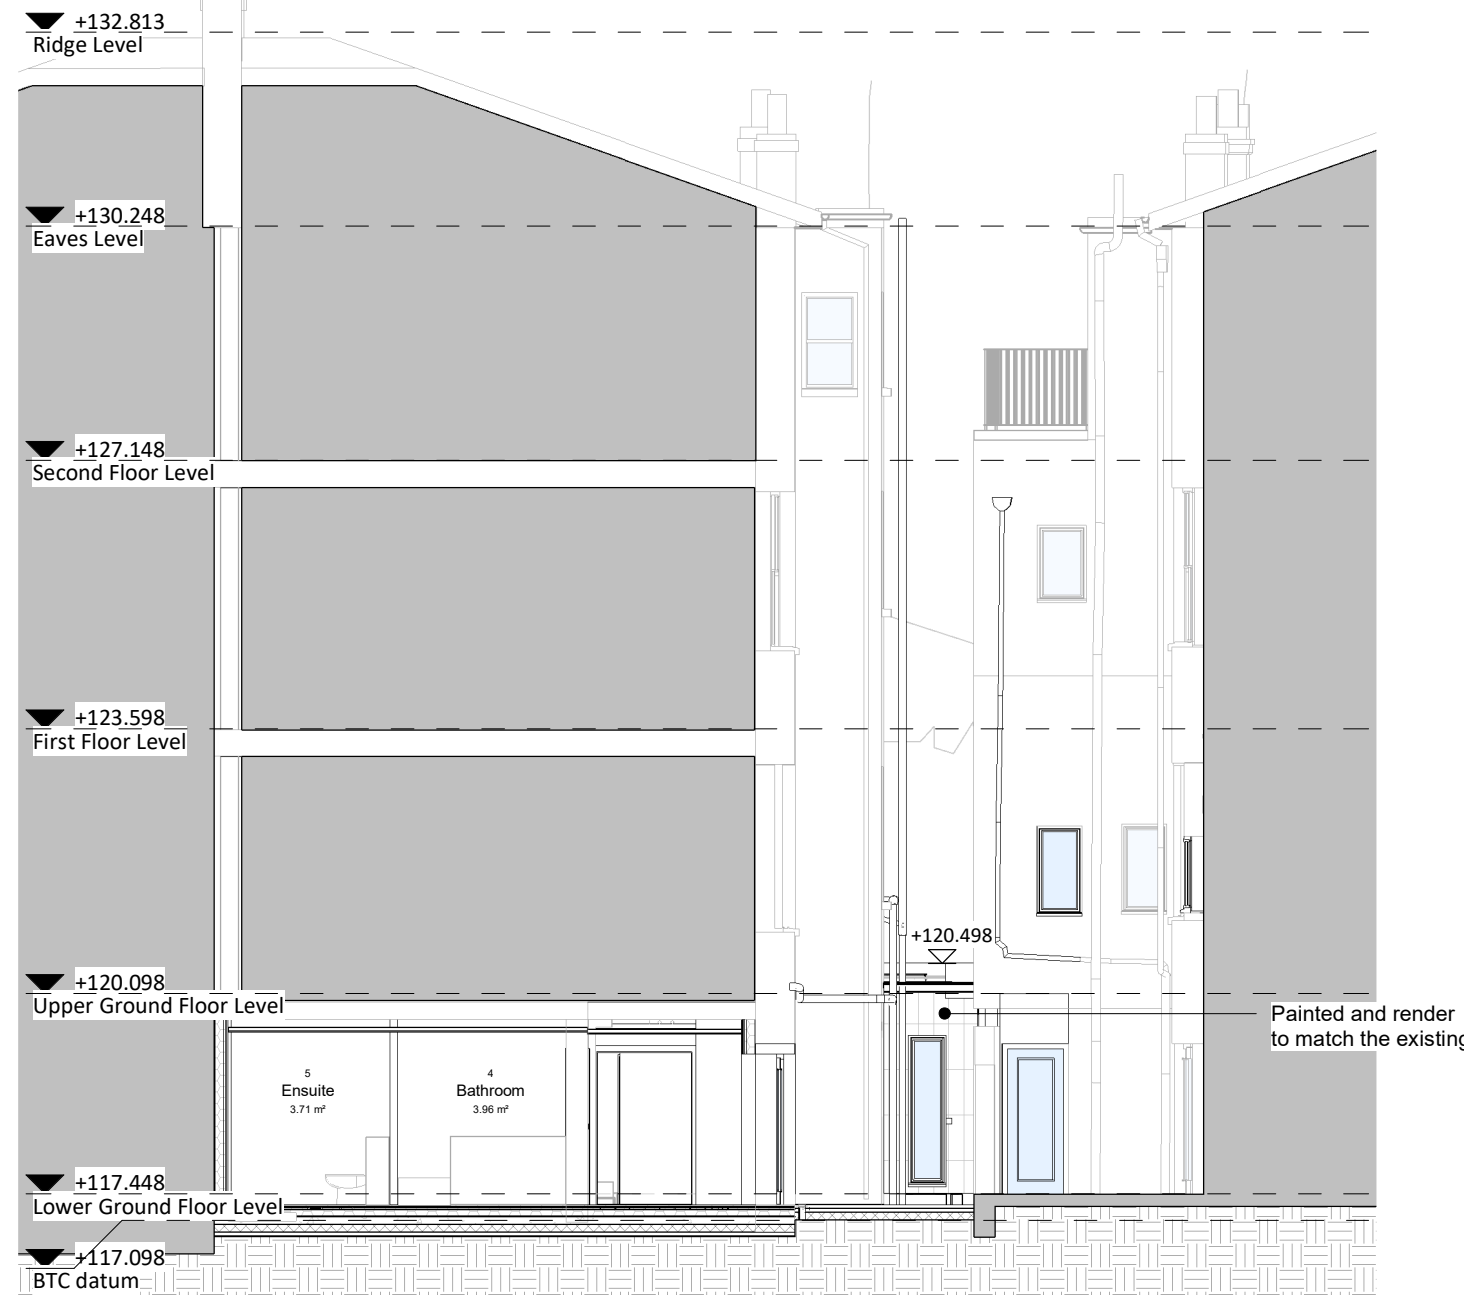 +132.813
Ridge Level
+130.248
Eaves Level
+127.148
Second Floor Level
+123.598
First Floor Level
+120.498
+120.098
Upper Ground Floor Level
Painted and render
to match the existing
5
Ensuite
3.71 m²
4
Bathroom
3.96 m²
+117.448
Lower Ground Floor Level
+117.098
BTC datum